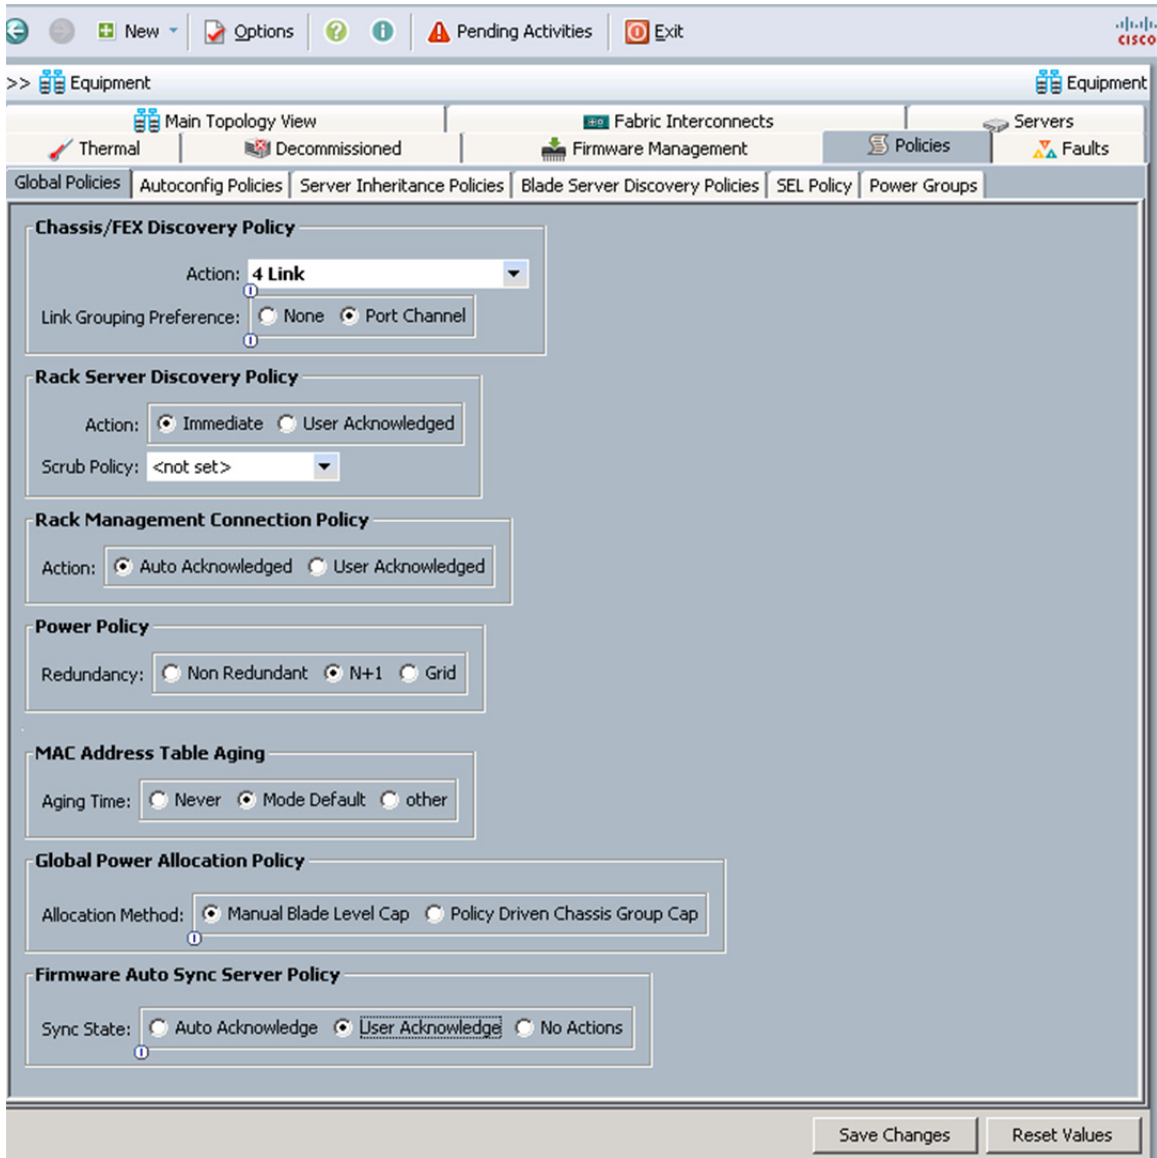 New Options Pending Activities Exit CISCO
>> Equipment Equipment
Main Topology View Fabric Interconnects Servers
Thermal Decommissioned Firmware Management Policies Faults
Global Policies Autoconfig Policies Server Inheritance Policies Blade Server Discovery Policies SEL Policy Power Groups
Chassis/FEX Discovery Policy
Action: 4 Link
Link Grouping Preference: None Port Channel
Rack Server Discovery Policy
Action: Immediate User Acknowledged
Scrub Policy: <not set>
Rack Management Connection Policy
Action: Auto Acknowledged User Acknowledged
Power Policy
Redundancy: Non Redundant N+1 Grid
MAC Address Table Aging
Aging Time: Never Mode Default other
Global Power Allocation Policy
Allocation Method: Manual Blade Level Cap Policy Driven Chassis Group Cap
Firmware Auto Sync Server Policy
Sync State: Auto Acknowledge User Acknowledge No Actions
Save Changes Reset Values